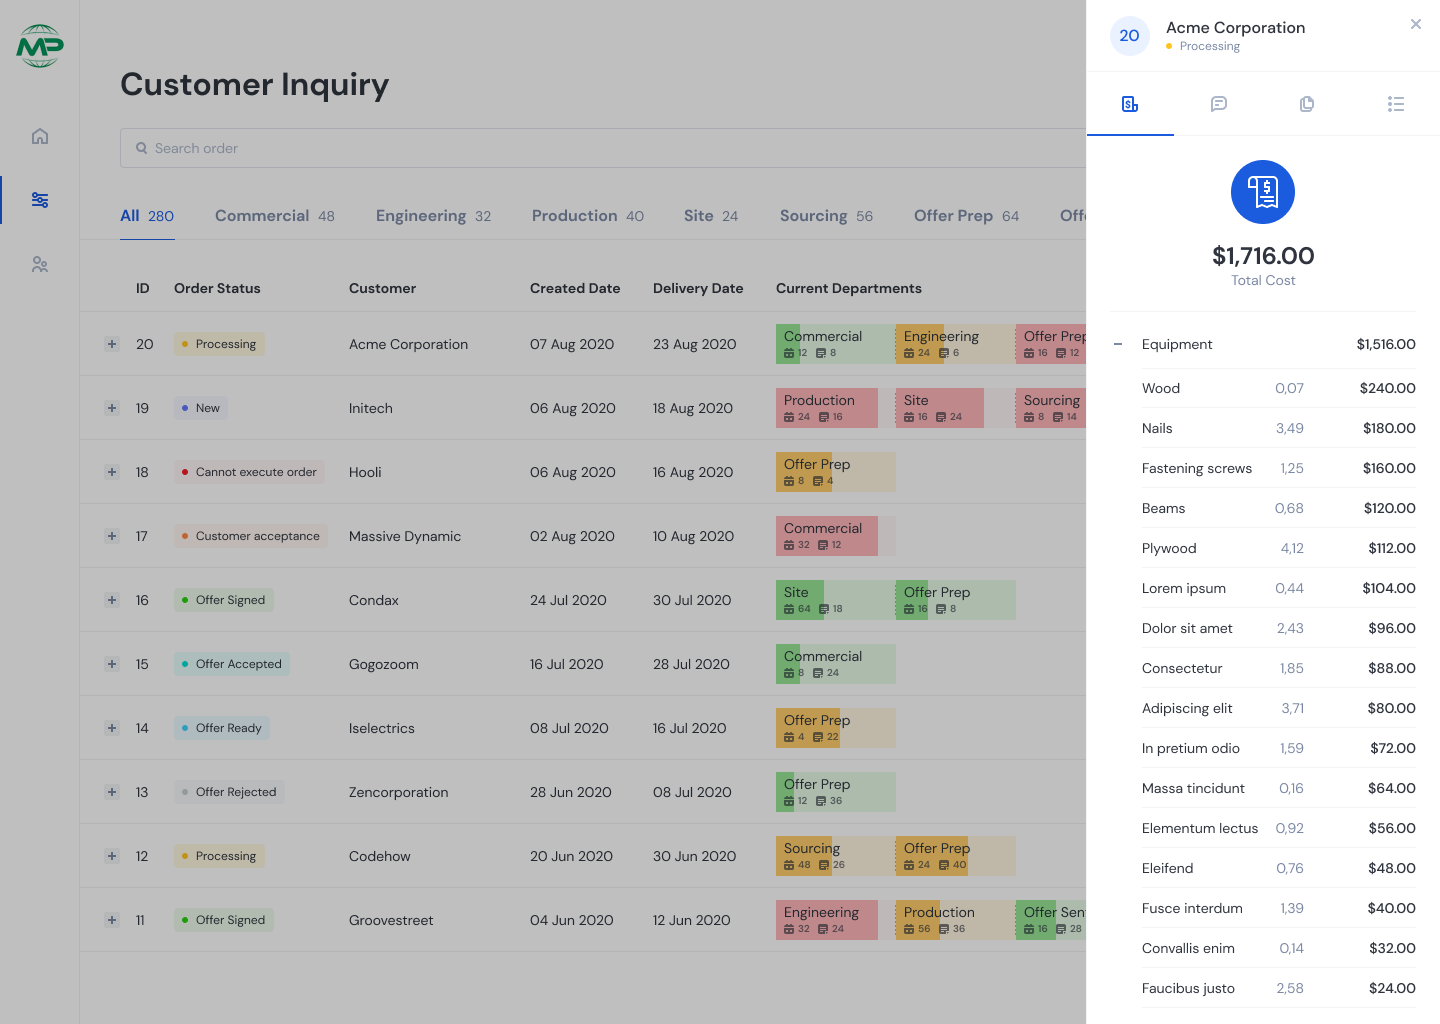 MP
Customer Inquiry
Search order
All 280 Commercial 48 Engineering 32 Production 40 Site 24 Sourcing 56 Offer Prep 64
ID Order Status Customer Created Date Delivery Date Current Departments
20 Processing Acme Corporation 07 Aug 2020 23 Aug 2020 Commercial 12 8 Engineering 24 6 Offer Prep 16 12
19 New Initech 06 Aug 2020 18 Aug 2020 Production 24 16 Site 16 24 Sourcing 8 14
18 Cannot execute order Hooli 06 Aug 2020 16 Aug 2020 Offer Prep 8 4
17 Customer acceptance Massive Dynamic 02 Aug 2020 10 Aug 2020 Commercial 32 12
16 Offer Signed Condax 24 Jul 2020 30 Jul 2020 Site 64 18 Offer Prep 16 8
15 Offer Accepted Gogozoom 16 Jul 2020 28 Jul 2020 Commercial 8 24
14 Offer Ready Iselectrics 08 Jul 2020 16 Jul 2020 Offer Prep 4 22
13 Offer Rejected Zencorporation 28 Jun 2020 08 Jul 2020 Offer Prep 12 36
12 Processing Codehow 20 Jun 2020 30 Jun 2020 Sourcing 48 26 Offer Prep 24 40
11 Offer Signed Groovestreet 04 Jun 2020 12 Jun 2020 Engineering 32 24 Production 56 36 Offer Sent 16 28
20 Acme Corporation
Processing
$1,716.00
Total Cost
Equipment $1,516.00
Wood 0,07 $240.00
Nails 3,49 $180.00
Fastening screws 1,25 $160.00
Beams 0,68 $120.00
Plywood 4,12 $112.00
Lorem ipsum 0,44 $104.00
Dolor sit amet 2,43 $96.00
Consectetur 1,85 $88.00
Adipiscing elit 3,71 $80.00
In pretium odio 1,59 $72.00
Massa tincidunt 0,16 $64.00
Elementum lectus 0,92 $56.00
Eleifend 0,76 $48.00
Fusce interdum 1,39 $40.00
Convallis enim 0,14 $32.00
Faucibus justo 2,58 $24.00